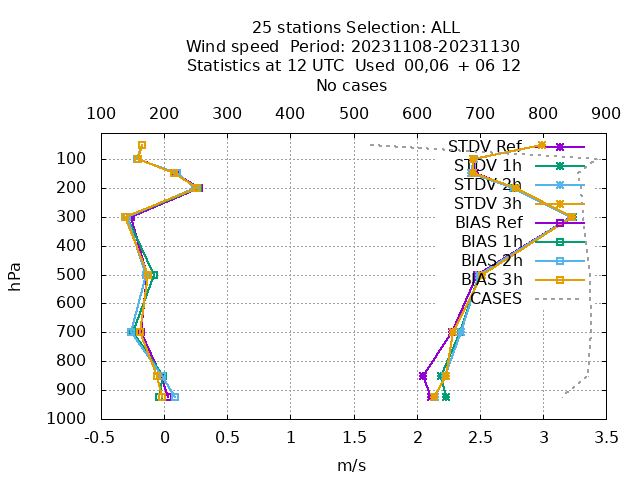 25 stations Selection: ALL
Wind speed  Period: 20231108-20231130
Statistics at 12 UTC  Used  00,06  + 06 12
No cases
100 200 300 400 500 600 700 800 900
STDV Ref
100
STDV 1h
STDV 2h
200
STDV 3h
300
BIAS Ref
BIAS 1h
400
BIAS 2h
500
BIAS 3h
CASES
600
700
800
900
1000
hPa
-0.5 0 0.5 1 1.5 2 2.5 3 3.5
m/s